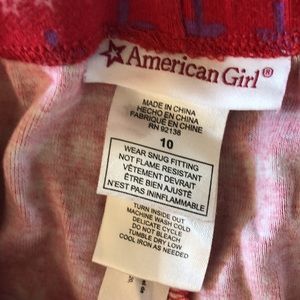 American Girl®
MADE IN CHINA
HECHO EN CHINA
FABRIQUÉ EN CHINE
RN 92138
10
WEAR SNUG FITTING
NOT FLAME RESISTANT
VÊTEMENT DEVRAIT
ÊTRE BIEN AJUSTÉ
N'EST PAS ININFLAMMABLE
TURN INSIDE OUT
MACHINE WASH COLD
DELICATE CYCLE
DO NOT BLEACH
TUMBLE DRY LOW
COOL IRON AS NEEDED